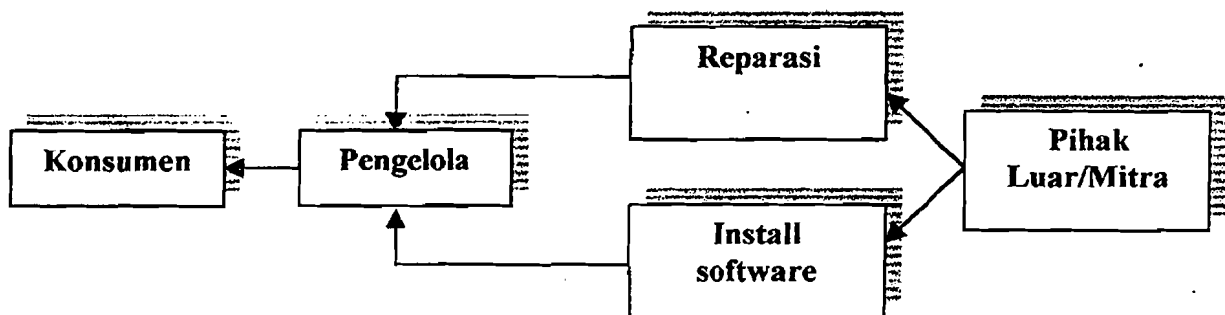 Reparasi
Konsumen
Pengelola
Pihak
Luar/Mitra
Install
software